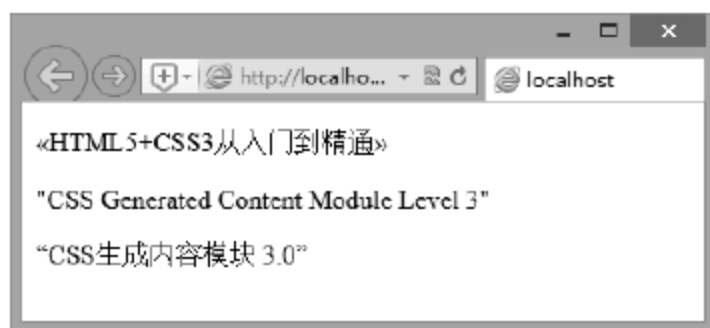 http://localho...
localhost
«HTML5+CSS3从入门到精通»
"CSS Generated Content Module Level 3"
“CSS生成内容模块 3.0”